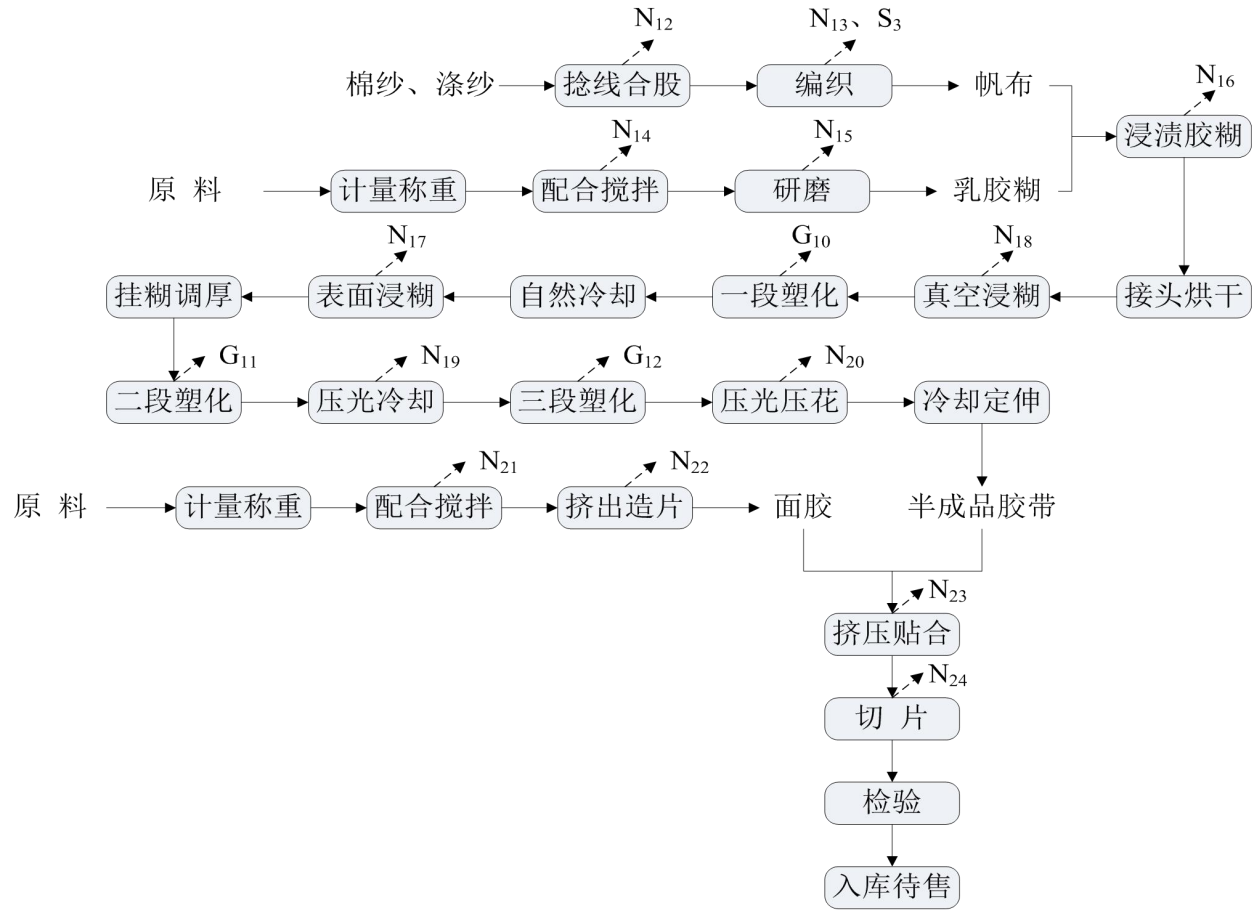 N12 N13、S3
棉纱、涤纱 捻线合股 编织 帆布
N16
浸渍胶糊
N14 N15
原 料 计量称重 配合搅拌 研磨 乳胶糊
N17 G10 N18
挂糊调厚 表面浸糊 自然冷却 一段塑化 真空浸糊 接头烘干
G11 N19 G12 N20
二段塑化 压光冷却 三段塑化 压光压花 冷却定伸
N21 N22
原 料 计量称重 配合搅拌 挤出造片 面胶 半成品胶带
N23
挤压贴合
N24
切 片
检验
入库待售